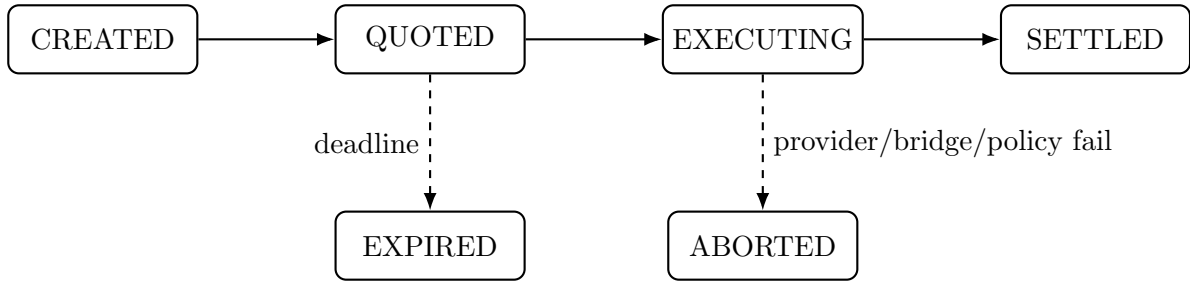 CREATED
QUOTED
EXECUTING
SETTLED
deadline
provider/bridge/policy fail
EXPIRED
ABORTED